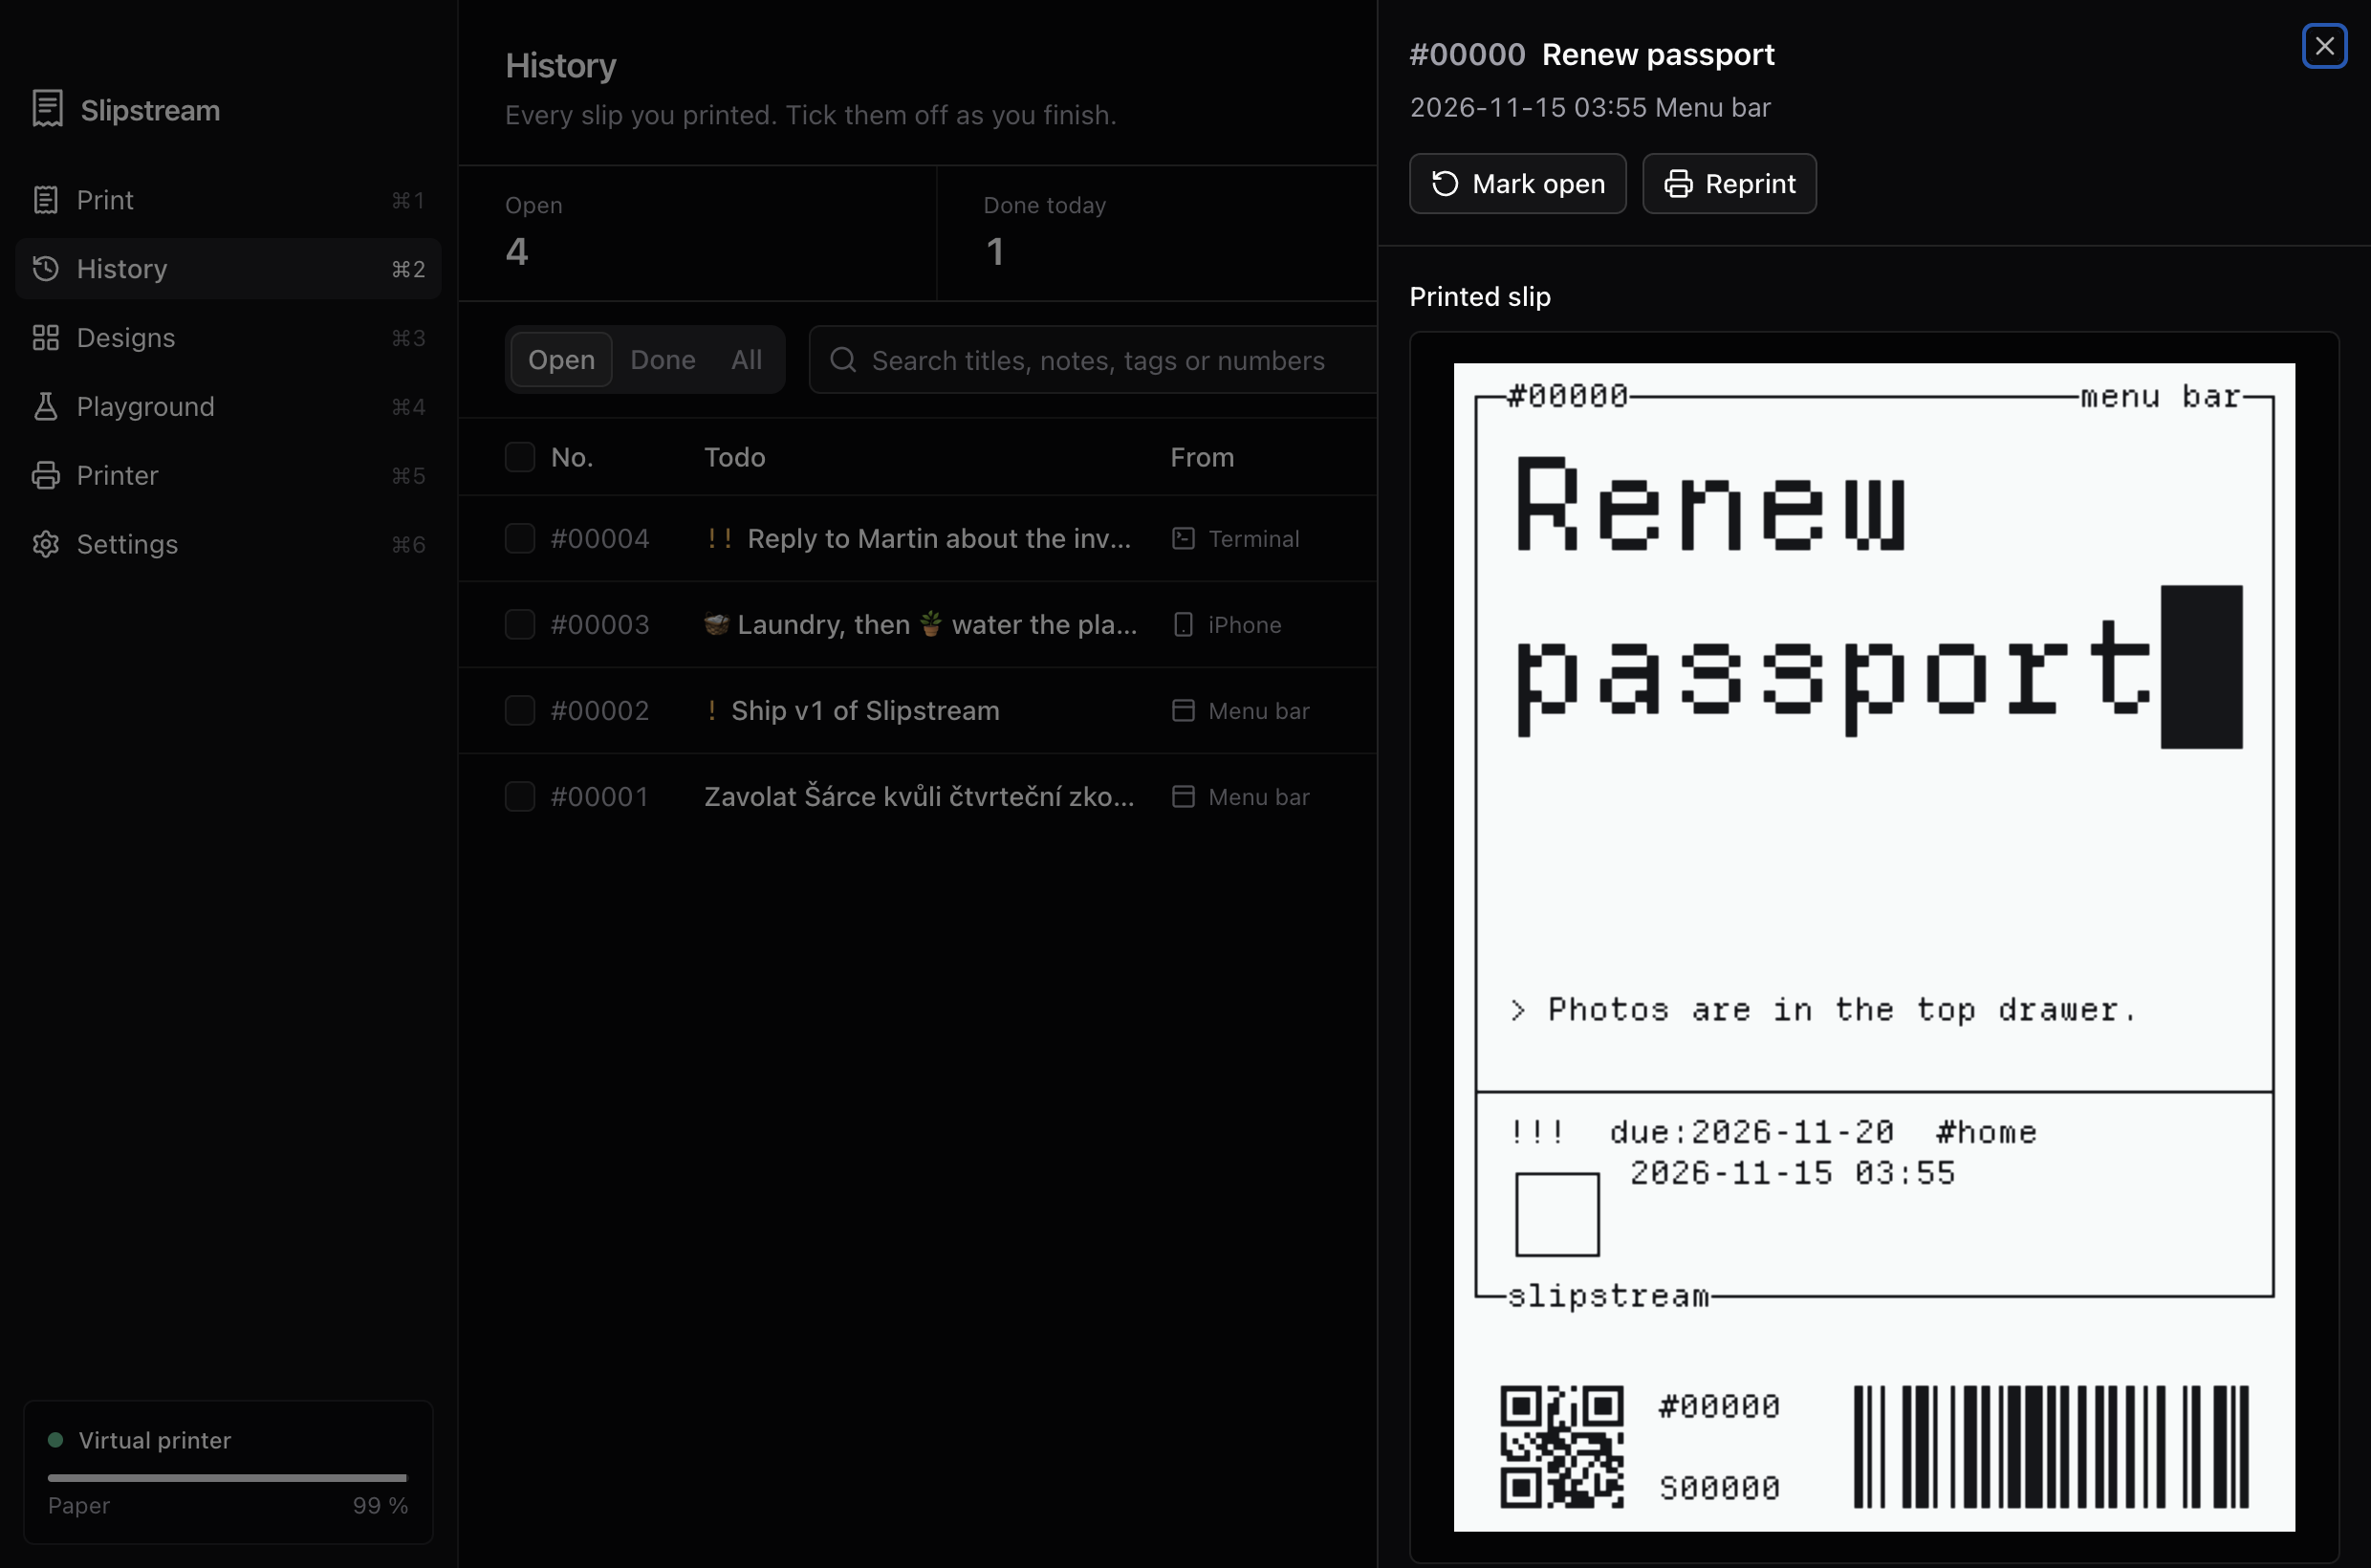 Slipstream
Print ⌘1
History ⌘2
Designs ⌘3
Playground ⌘4
Printer ⌘5
Settings ⌘6
Virtual printer
Paper 99 %
History
Every slip you printed. Tick them off as you finish.
Open
4
Done today
1
Open Done All
Search titles, notes, tags or numbers
No. Todo From
#00004 !! Reply to Martin about the inv... Terminal
#00003 🧺 Laundry, then 🪴 water the pla... iPhone
#00002 ! Ship v1 of Slipstream Menu bar
#00001 Zavolat Šárce kvůli čtvrteční zko... Menu bar
#00000 Renew passport
2026-11-15 03:55 Menu bar
Mark open Reprint
Printed slip
#00000 menu bar
Renew
passport
> Photos are in the top drawer.
!!! due:2026-11-20 #home
2026-11-15 03:55
slipstream
#00000
S00000